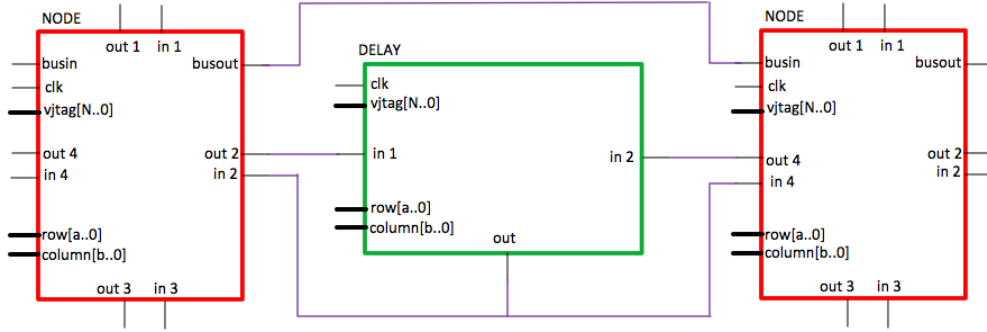 NODE
out 1 in 1
busin busout
clk
vjtag[N..0]
out 4 out 2
in 4 in 2
row[a..0]
column[b..0]
out 3 in 3
DELAY
clk
vjtag[N..0]
in 1 in 2
row[a..0]
column[b..0]
out
NODE
out 1 in 1
busin busout
clk
vjtag[N..0]
out 4 out 2
in 4 in 2
row[a..0]
column[b..0]
out 3 in 3